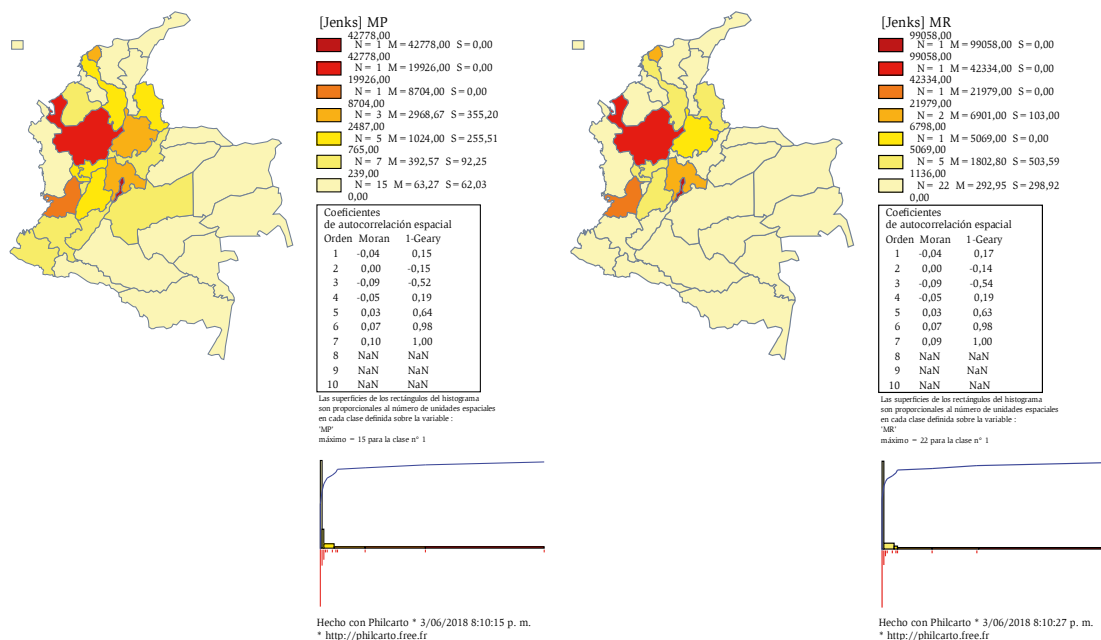 [Jenks] MP
42778,00
N = 1 M = 42778,00 S = 0,00
42778,00
N = 1 M = 19926,00 S = 0,00
19926,00
N = 1 M = 8704,00 S = 0,00
8704,00
N = 3 M = 2968,67 S = 355,20
2487,00
N = 5 M = 1024,00 S = 255,51
765,00
N = 7 M = 392,57 S = 92,25
239,00
N = 15 M = 63,27 S = 62,03
0,00
Coeficientes
de autocorrelación espacial
Orden Moran 1-Geary
1 -0,04 0,15
2 0,00 -0,15
3 -0,09 -0,52
4 -0,05 0,19
5 0,03 0,64
6 0,07 0,98
7 0,10 1,00
8 NaN NaN
9 NaN NaN
10 NaN NaN
Las superficies de los rectángulos del histograma
son proporcionales al número de unidades espaciales
en cada clase definida sobre la variable :
'MP'
máximo = 15 para la clase n° 1
Hecho con Philcarto * 3/06/2018 8:10:15 p. m.
* http://philcarto.free.fr
[Jenks] MR
99058,00
N = 1 M = 99058,00 S = 0,00
99058,00
N = 1 M = 42334,00 S = 0,00
42334,00
N = 1 M = 21979,00 S = 0,00
21979,00
N = 2 M = 6901,00 S = 103,00
6798,00
N = 1 M = 5069,00 S = 0,00
5069,00
N = 5 M = 1802,80 S = 503,59
1136,00
N = 22 M = 292,95 S = 298,92
0,00
Coeficientes
de autocorrelación espacial
Orden Moran 1-Geary
1 -0,04 0,17
2 0,00 -0,14
3 -0,09 -0,54
4 -0,05 0,19
5 0,03 0,63
6 0,07 0,98
7 0,09 1,00
8 NaN NaN
9 NaN NaN
10 NaN NaN
Las superficies de los rectángulos del histograma
son proporcionales al número de unidades espaciales
en cada clase definida sobre la variable :
'MR'
máximo = 22 para la clase n° 1
Hecho con Philcarto * 3/06/2018 8:10:27 p. m.
* http://philcarto.free.fr